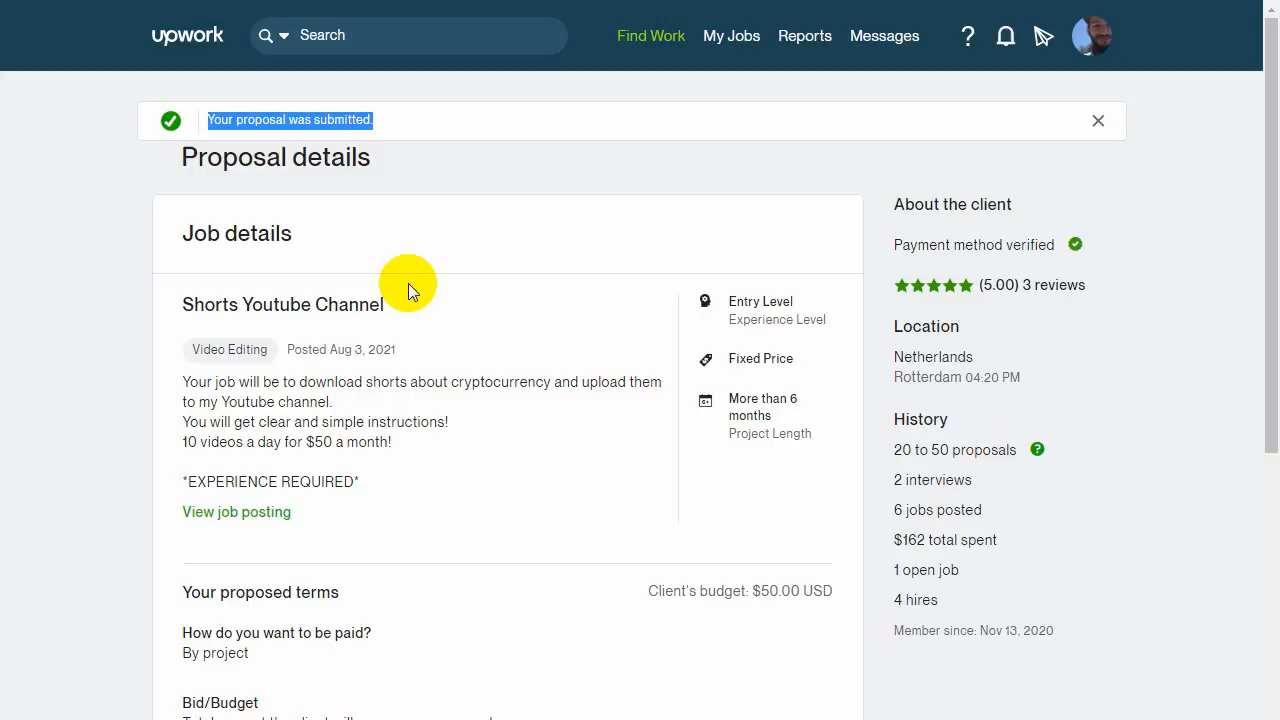 upwork
Search
Find Work
My Jobs
Reports
Messages
?
Your proposal was submitted.
Proposal details
Job details
Shorts Youtube Channel
Video Editing
Posted Aug 3, 2021
Your job will be to download shorts about cryptocurrency and upload them
to my Youtube channel.
You will get clear and simple instructions!
10 videos a day for $50 a month!
*EXPERIENCE REQUIRED*
View job posting
Entry Level
Experience Level
Fixed Price
More than 6
months
Project Length
Your proposed terms
Client's budget: $50.00 USD
How do you want to be paid?
By project
Bid/Budget
About the client
Payment method verified
(5.00) 3 reviews
Location
Netherlands
Rotterdam 04:20 PM
History
20 to 50 proposals ?
2 interviews
6 jobs posted
$162 total spent
1 open job
4 hires
Member since: Nov 13, 2020